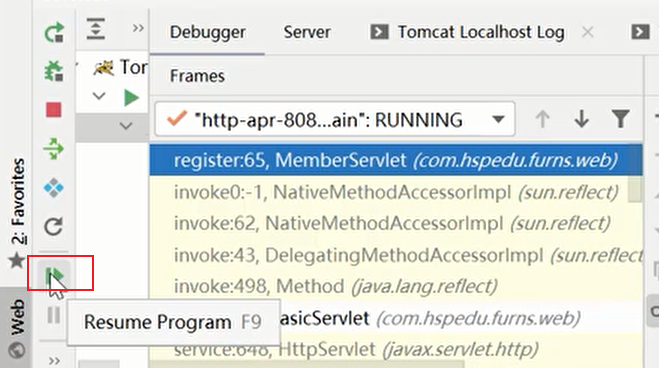 Debugger Server Tomcat Localhost Log
Tor
Frames
"http-apr-808...ain": RUNNING
register:65, MemberServlet (com.hspedu.furns.web)
invoke0:-1, NativeMethodAccessorImpl (sun.reflect)
invoke:62, NativeMethodAccessorImpl (sun.reflect)
invoke:43, DelegatingMethodAccessorImpl (sun.reflect
invoke:498, Method (java.lang.reflect)
asicServlet (com.hspedu.furns.web)
service:648, HttpServlet (javax.servlet.http)
Resume Program F9
2: Favorites
Web